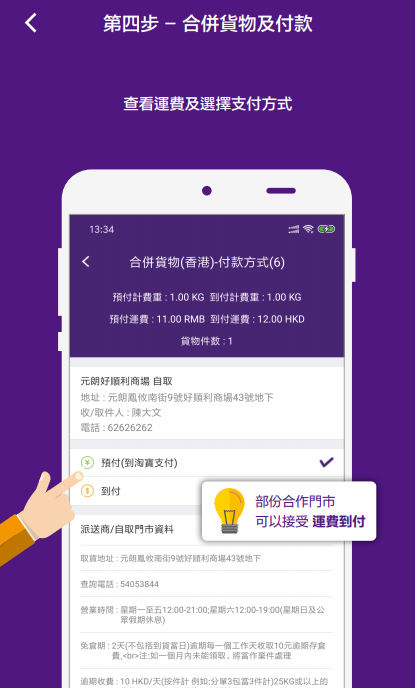 第四步 – 合併貨物及付款
查看運費及選擇支付方式
13:34
合併貨物(香港)-付款方式(6)
預付計費重 : 1.00 KG 到付計費重 : 1.00 KG
預付運費 : 11.00 RMB 到付運費 : 12.00 HKD
貨物件數 : 1
元朗好順利商場 自取
地址 : 元朗鳳攸南街9號好順利商場43號地下
收/取件人 : 陳大文
電話 : 62626262
預付(到淘寶支付)
到付
部份合作門市
可以接受 運費到付
派送商/自取門市資料
取貨地址 : 元朗鳳攸南街9號好順利商場43號地下
查詢電話 : 54053844
營業時間 : 星期一至五12:00-21:00;星期六12:00-19:00(星期日及公
眾假期休息)
免倉期 : 2天(不包括到貨當日)逾期每一個工作天收取10元逾期存倉
費,<br>注:如一個月內未能領取，將當作棄件處理
逾期收費 : 10 HKD/天(按件計 例如:分單3包當3件計)25KG或以上的